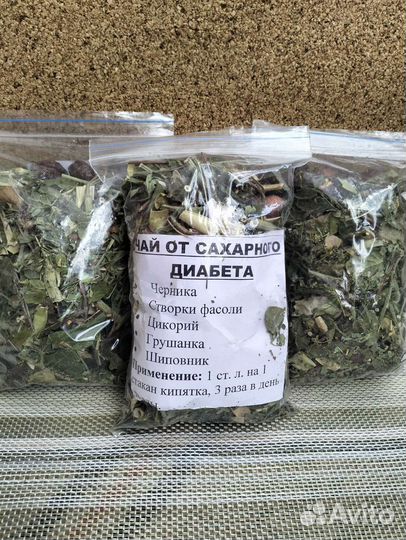 ЧАЙ ОТ САХАРНОГО
ДИАБЕТА
Черника
Створки фасоли
Цикорий
Грушанка
Шиповник
Применение: 1 ст. л. на 1
стакан кипятка, 3 раза в день
Avito